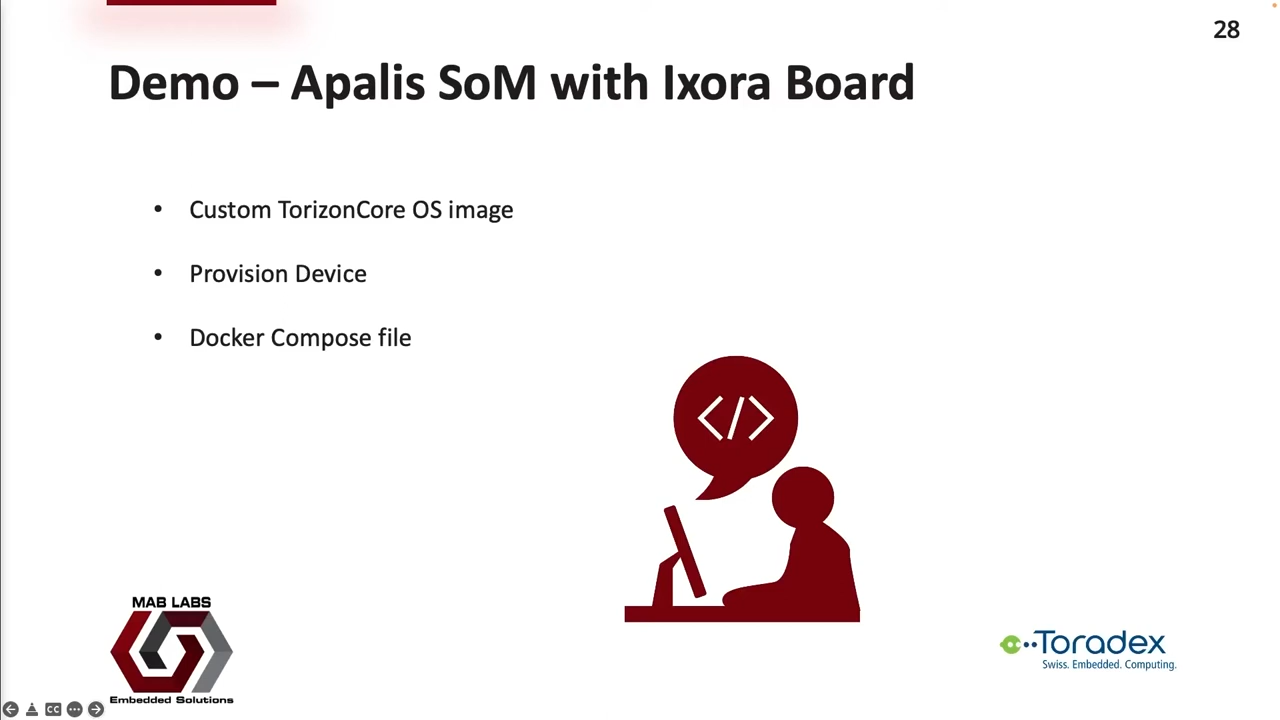 28
Demo – Apalis SoM with Ixora Board
• Custom TorizonCore OS image
• Provision Device
• Docker Compose file
</>
MAB LABS
Embedded Solutions
Toradex
Swiss. Embedded. Computing.
CC